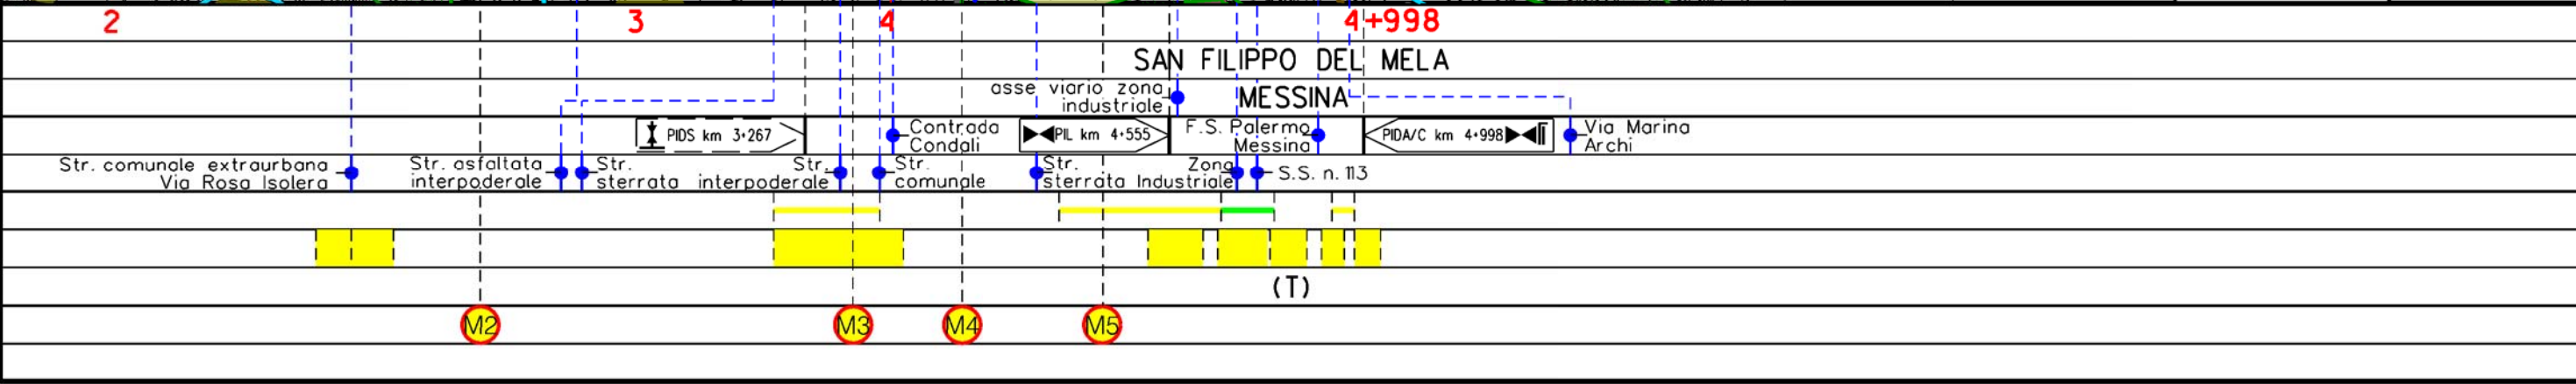 2 3 4 4+998
SAN FILIPPO DEL MELA
asse viario zona
industriale
MESSINA
PIDS km 3+267
Contrada
Condali
PIL km 4+555
F.S. Palermo
Messina
PIDA/C km 4+998
Via Marina
Archi
Str. comunale extraurbana
Via Rosa Isolera
Str. asfaltata
interpoderale
Str.
sterrata
Str.
interpoderale
Str.
comunale
Str.
sterrata
Zona
Industriale
S.S. n. 113
(T)
M2 M3 M4 M5